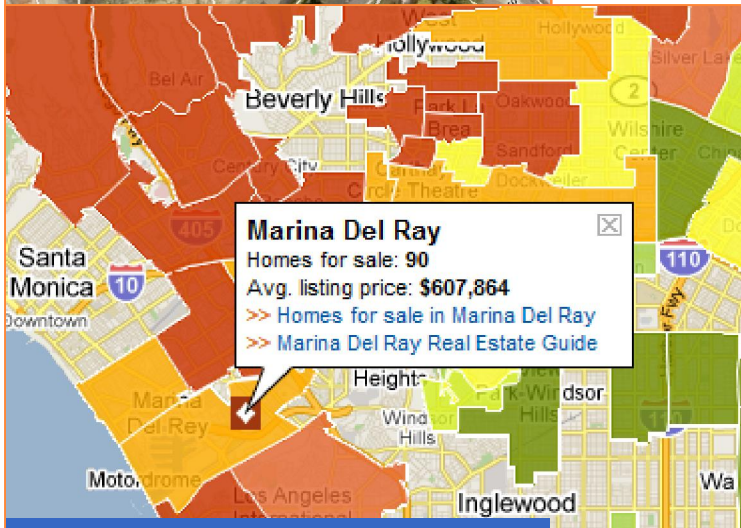 West
Hollywood
Hollywood
Silver Lake
Bel Air
Beverly Hills
Park La
Brea
Oakwood
2
Wilshire
Center
Sandford
Century City
Carthay
Circle Theatre
Dockweiler
405
Santa
Monica
10
Downtown
Marina Del Ray
Homes for sale: 90
Avg. listing price: $607,864
>> Homes for sale in Marina Del Ray
>> Marina Del Ray Real Estate Guide
110
Fwy
Heights
Park-Windsor
Hills
Windsor
Hills
110
Marina
Del Rey
Motordrome
Los Angeles
International
Inglewood
Wa